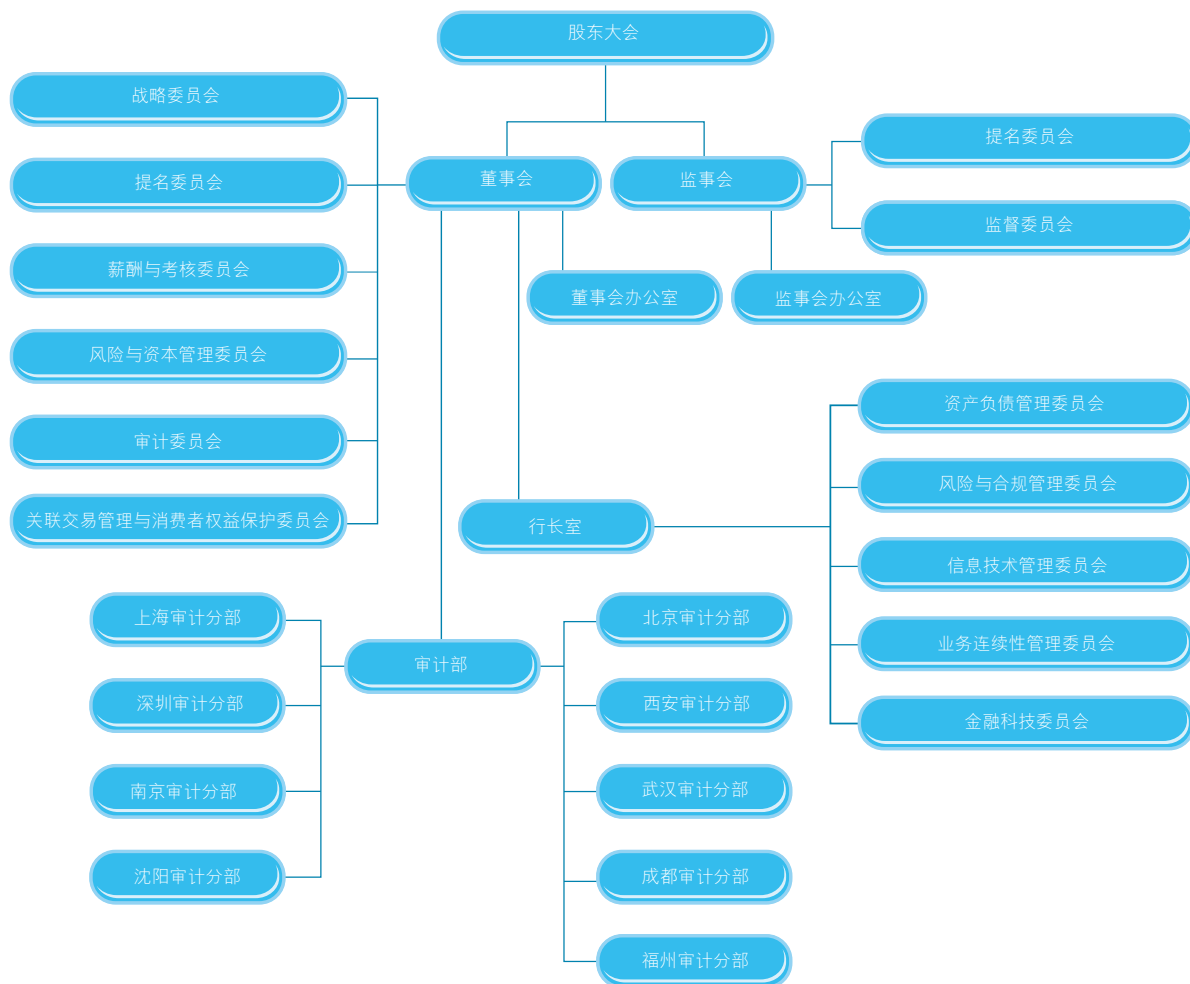 股东大会
战略委员会
提名委员会
董事会
监事会
提名委员会
监督委员会
薪酬与考核委员会
董事会办公室
监事会办公室
风险与资本管理委员会
审计委员会
关联交易管理与消费者权益保护委员会
行长室
资产负债管理委员会
风险与合规管理委员会
信息技术管理委员会
业务连续性管理委员会
金融科技委员会
审计部
上海审计分部
深圳审计分部
南京审计分部
沈阳审计分部
北京审计分部
西安审计分部
武汉审计分部
成都审计分部
福州审计分部